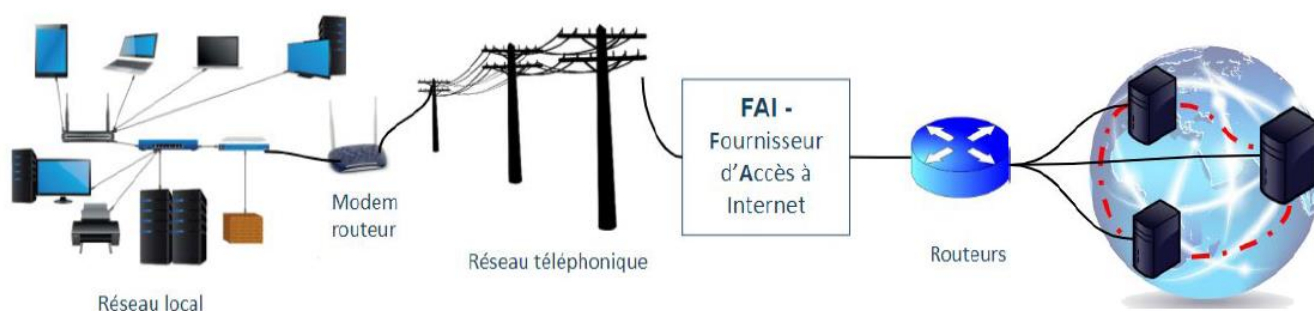 Réseau local
Modem
routeur
Réseau téléphonique
FAI -
Fournisseur
d'Accès à
Internet
Routeurs